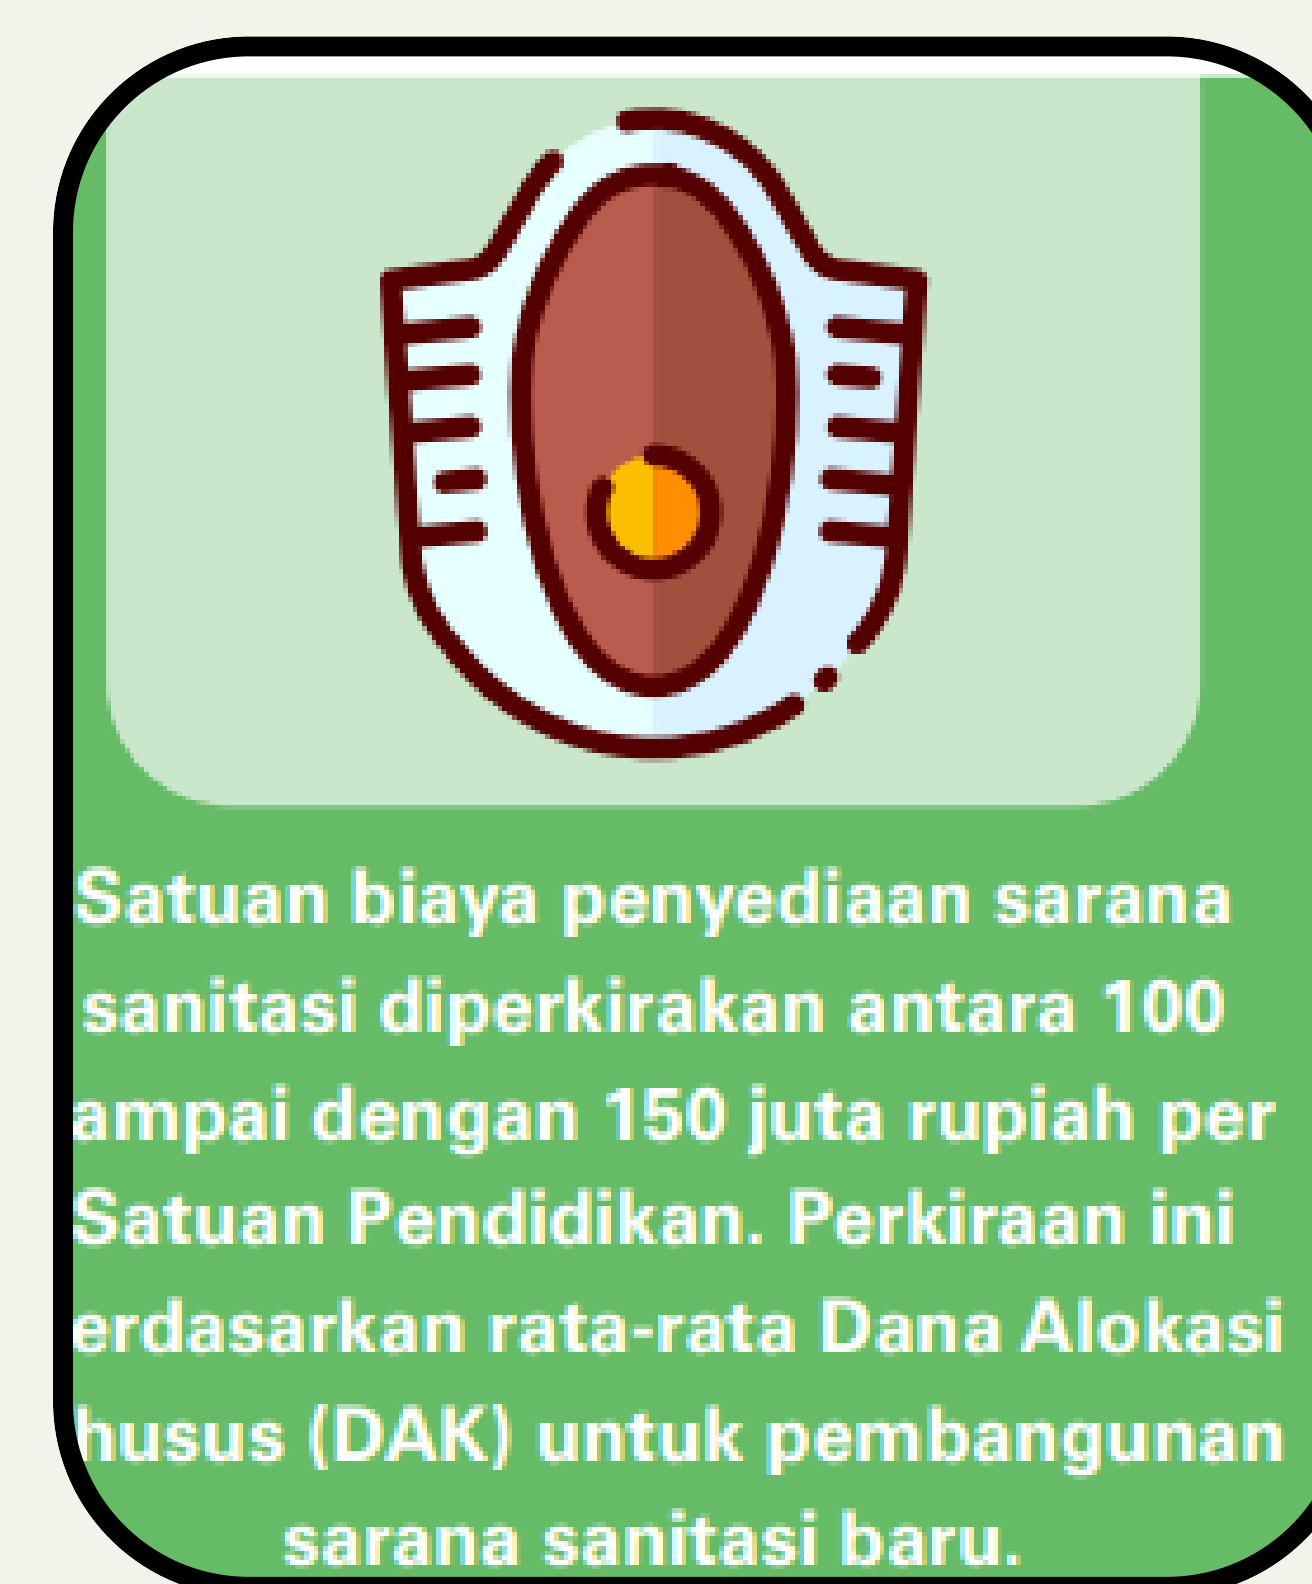 Satuan biaya penyediaan sarana
sanitasi diperkirakan antara 100
ampai dengan 150 juta rupiah per
Satuan Pendidikan. Perkiraan ini
erdasarkan rata-rata Dana Alokasi
husus (DAK) untuk pembangunan
sarana sanitasi baru.